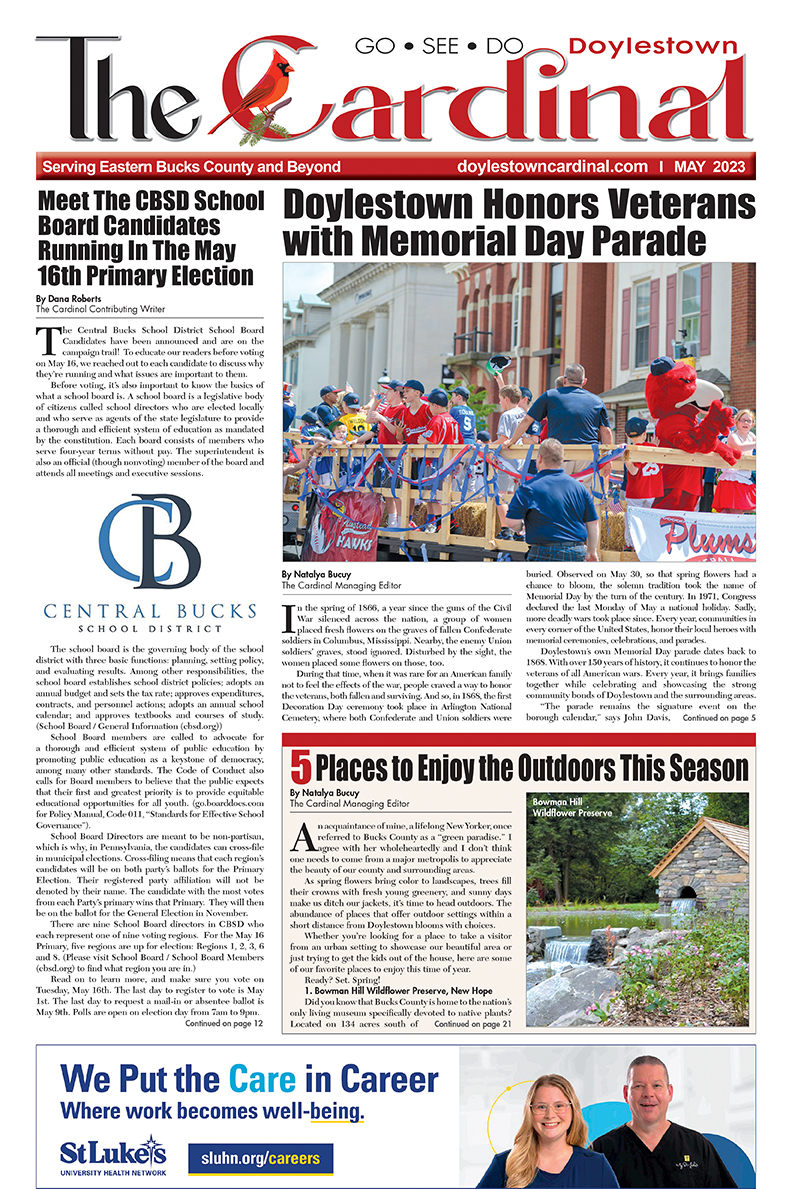 GO • SEE • DO Doylestown
The Cardinal
Serving Eastern Bucks County and Beyond
doylestowncardinal.com I MAY 2023
Meet The CBSD School
Board Candidates
Running In The May
16th Primary Election
By Dana Roberts
The Cardinal Contributing Writer
The Central Bucks School District School Board
Candidates have been announced and are on the
campaign trail! To educate our readers before voting
on May 16, we reached out to each candidate to discuss why
they're running and what issues are important to them.
Before voting, it's also important to know the basics of
what a school board is. A school board is a legislative body
of citizens called school directors who are elected locally
and who serve as agents of the state legislature to provide
a thorough and efficient system of education as mandated
by the constitution. Each board consists of members who
serve four-year terms without pay. The superintendent is
also an official (though nonvoting) member of the board and
attends all meetings and executive sessions.
CB
CENTRAL BUCKS
SCHOOL DISTRICT
The school board is the governing body of the school
district with three basic functions: planning, setting policy,
and evaluating results. Among other responsibilities, the
school board establishes school district policies; adopts an
annual budget and sets the tax rate; approves expenditures,
contracts, and personnel actions; adopts an annual school
calendar; and approves textbooks and courses of study.
(School Board / General Information (cbsd.org))
School Board members are called to advocate for
a thorough and efficient system of public education by
promoting public education as a keystone of democracy,
among many other standards. The Code of Conduct also
calls for Board members to believe that the public expects
that their first and greatest priority is to provide equitable
educational opportunities for all youth. (go.boarddocs.com
for Policy Manual, Code 011, "Standards for Effective School
Governance").
School Board Directors are meant to be non-partisan,
which is why, in Pennsylvania, the candidates can cross-file
in municipal elections. Cross-filing means that each region's
candidates will be on both party's ballots for the Primary
Election. Their registered party affiliation will not be
denoted by their name. The candidate with the most votes
from each Party's primary wins that Primary. They will then
be on the ballot for the General Election in November.
There are nine School Board directors in CBSD who
each represent one of nine voting regions. For the May 16
Primary, five regions are up for election: Regions 1, 2, 3, 6
and 8. (Please visit School Board / School Board Members
(cbsd.org) to find what region you are in.)
Read on to learn more, and make sure you vote on
Tuesday, May 16th. The last day to register to vote is May
1st. The last day to request a mail-in or absentee ballot is
May 9th. Polls are open on election day from 7am to 9pm.
Continued on page 12
Doylestown Honors Veterans
with Memorial Day Parade
HAWKS
Plums
By Natalya Bucuy
The Cardinal Managing Editor
In the spring of 1866, a year since the guns of the Civil
War silenced across the nation, a group of women
placed fresh flowers on the graves of fallen Confederate
soldiers in Columbus, Mississippi. Nearby, the enemy Union
soldiers' graves, stood ignored. Disturbed by the sight, the
women placed some flowers on those, too.
During that time, when it was rare for an American family
not to feel the effects of the war, people craved a way to honor
the veterans, both fallen and surviving. And so, in 1868, the first
Decoration Day ceremony took place in Arlington National
Cemetery, where both Confederate and Union soldiers were
buried. Observed on May 30, so that spring flowers had a
chance to bloom, the solemn tradition took the name of
Memorial Day by the turn of the century. In 1971, Congress
declared the last Monday of May a national holiday. Sadly,
more deadly wars took place since. Every year, communities in
every corner of the United States, honor their local heroes with
memorial ceremonies, celebrations, and parades.
Doylestown's own Memorial Day parade dates back to
1868. With over 150 years of history, it continues to honor the
veterans of all American wars. Every year, it brings families
together while celebrating and showcasing the strong
community bonds of Doylestown and the surrounding areas.
"The parade remains the signature event on the
borough calendar," says John Davis, Continued on page 5
5 Places to Enjoy the Outdoors This Season
By Natalya Bucuy
The Cardinal Managing Editor
An acquaintance of mine, a lifelong New Yorker, once
referred to Bucks County as a "green paradise." I
agree with her wholeheartedly and I don't think
one needs to come from a major metropolis to appreciate
the beauty of our county and surrounding areas.
As spring flowers bring color to landscapes, trees fill
their crowns with fresh young greenery, and sunny days
make us ditch our jackets, it's time to head outdoors. The
abundance of places that offer outdoor settings within a
short distance from Doylestown blooms with choices.
Whether you're looking for a place to take a visitor
from an urban setting to showcase our beautiful area or
just trying to get the kids out of the house, here are some
of our favorite places to enjoy this time of year.
Ready? Set. Spring!
1. Bowman Hill Wildflower Preserve, New Hope
Did you know that Bucks County is home to the nation's
only living museum specifically devoted to native plants?
Located on 134 acres south of Continued on page 21
Bowman Hill
Wildflower Preserve
We Put the Care in Career
Where work becomes well-being.
St Luke's
UNIVERSITY HEALTH NETWORK
sluhn.org/careers